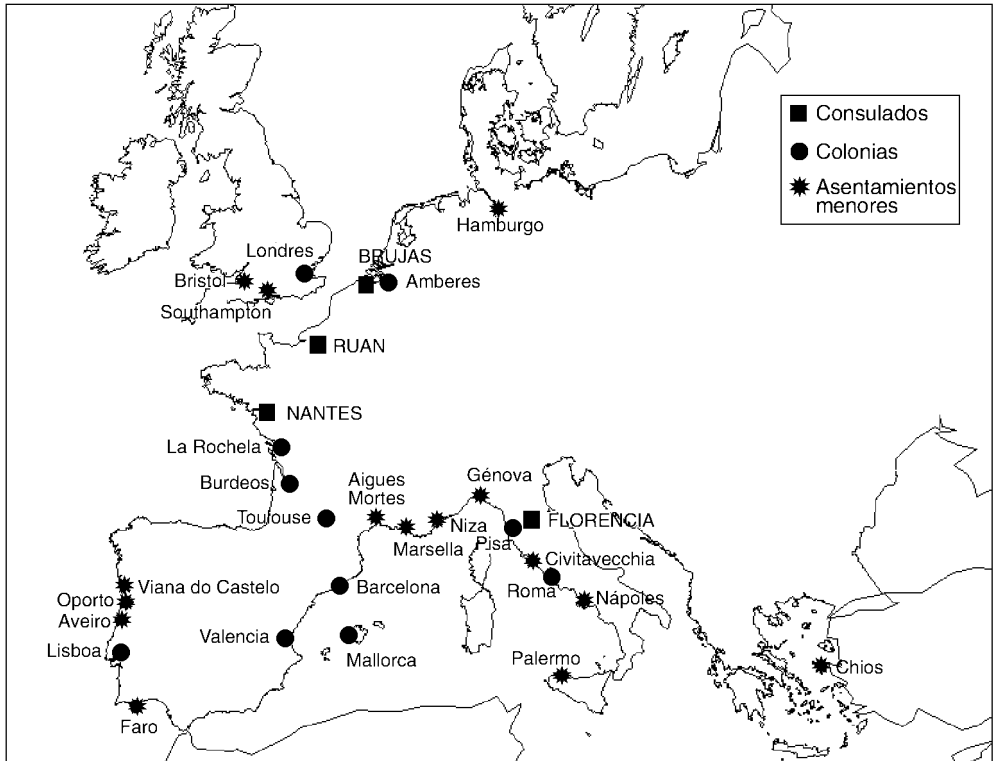 Consulados
Colonias
Asentamientos
menores
Hamburgo
Londres
BRUJAS
Bristol
Amberes
Southampton
RUAN
NANTES
La Rochela
Burdeos
Aigues
Mortes
Génova
Toulouse
Niza
FLORENCIA
Marsella
Pisa
Civitavecchia
Viana do Castelo
Barcelona
Roma
Nápoles
Oporto
Aveiro
Valencia
Lisboa
Mallorca
Palermo
Chios
Faro